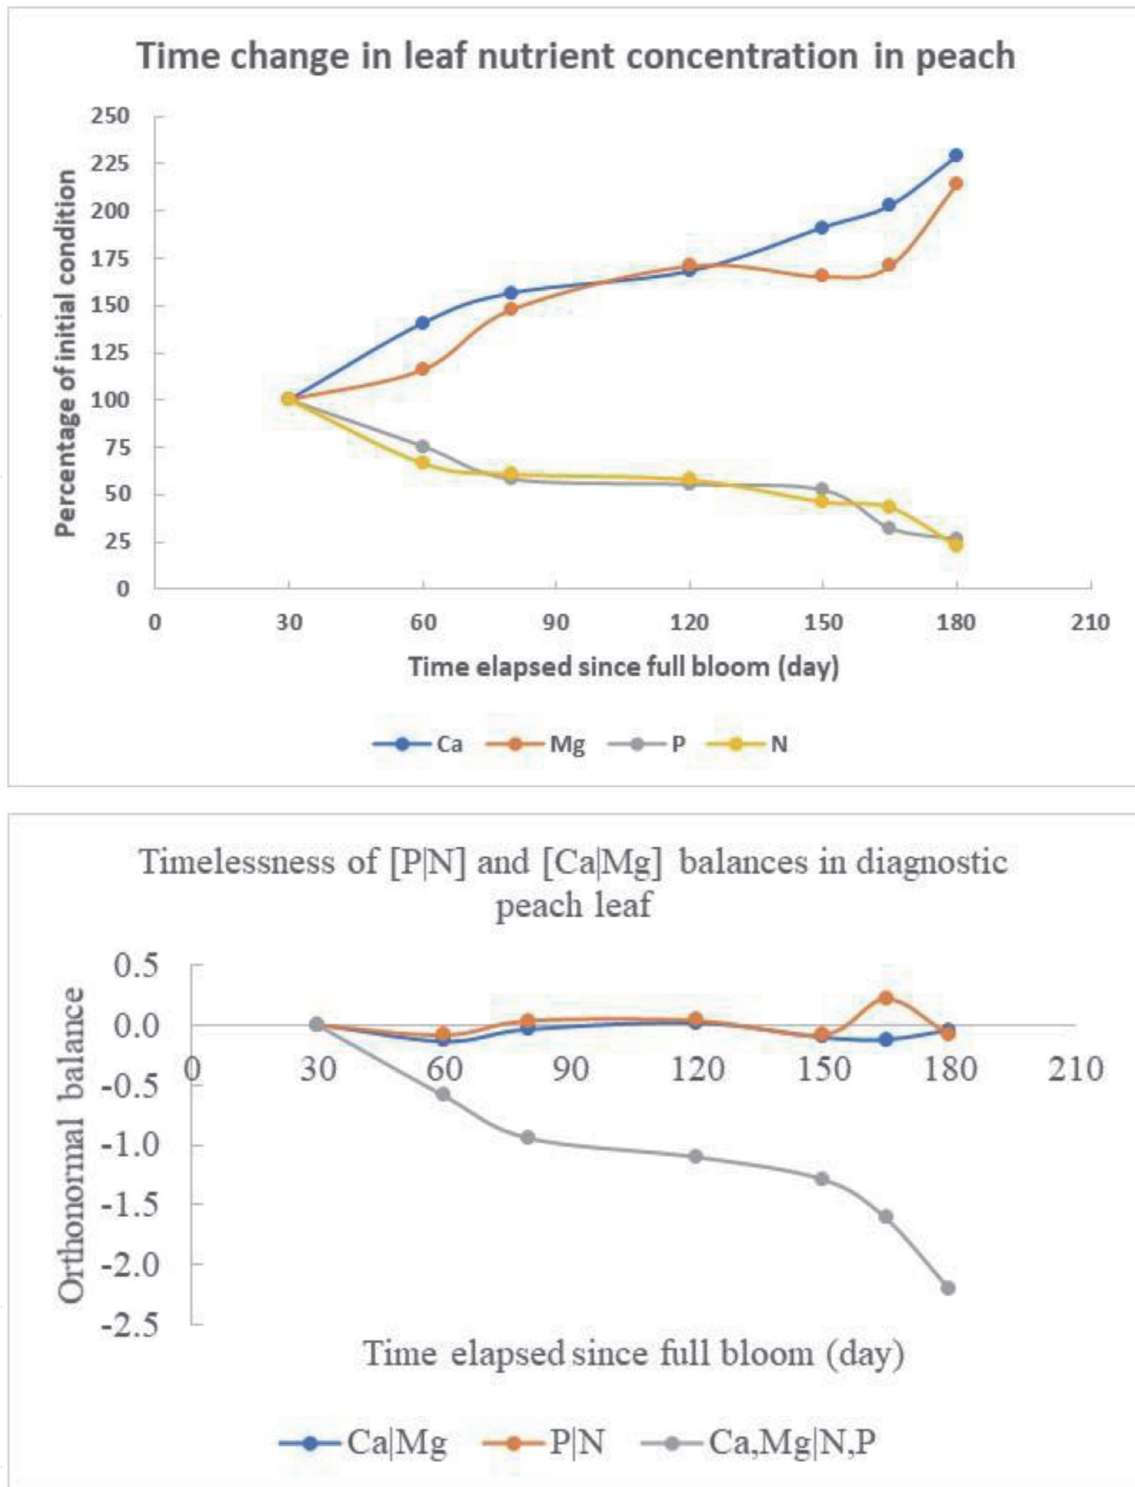 Time change in leaf nutrient concentration in peach
Percentage of initial condition
250
225
200
175
150
125
100
75
50
25
0
0 30 60 90 120 150 180 210
Time elapsed since full bloom (day)
Ca Mg P N
Timelessness of [P|N] and [Ca|Mg] balances in diagnostic
peach leaf
Orthonormal balance
0.5
0.0
-0.5
-1.0
-1.5
-2.0
-2.5
0 30 60 90 120 150 180 210
Time elapsed since full bloom (day)
Ca|Mg P|N Ca,Mg|N,P